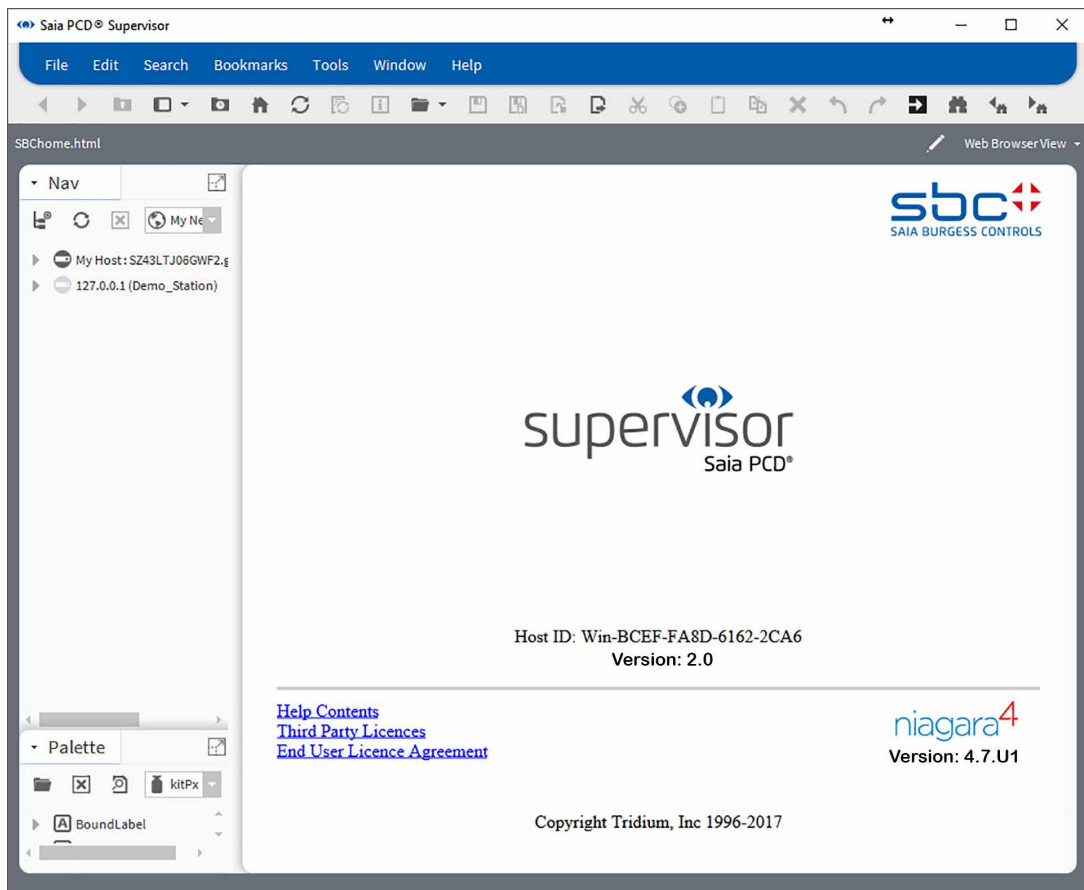 Saia PCD® Supervisor
File Edit Search Bookmarks Tools Window Help
SBChome.html
Web Browser View
Nav
My Ne
My Host : SZ43LTJ06GWF2.g
127.0.0.1 (Demo_Station)
sbc
SAIA BURGESS CONTROLS
supervisor
Saia PCD®
Host ID: Win-BCEF-FA8D-6162-2CA6
Version: 2.0
Help Contents
Third Party Licences
End User Licence Agreement
niagara4
Version: 4.7.U1
Copyright Tridium, Inc 1996-2017
Palette
kitPx
A BoundLabel